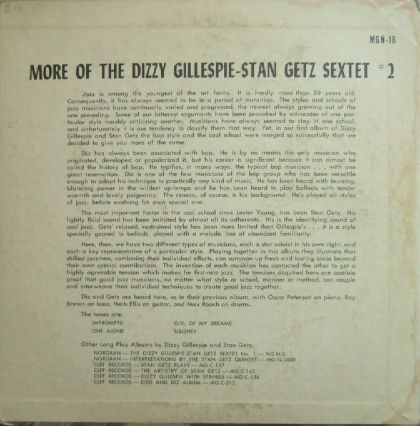 MGN-18
MORE OF THE DIZZY GILLESPIE-STAN GETZ SEXTET #2
Jazz is among the youngest of the art forms. It is hardly more than 50 years old.
Consequently, it has always seemed to be in a period of transition. The styles and schools of
jazz musicians have continually varied and progressed, the newest always growing out of the
one preceding. Some of our bitterest arguments have been provoked by advocates of one par-
ticular style harshly criticizing another. Musicians have always seemed to stay in one school,
and unfortunately it is our tendency to classify them that way. Yet, in our first album of Dizzy
Gillespie and Stan Getz the bop style and the cool school were merged so successfully that we
decided to give you more of the same.
Diz has always been associated with bop. He is by no means the only musician who
originated, developed or popularized it, but his career is significant because it can almost be
called the history of bop. He typifies, in many ways, the typical bop musician . . . with one
great reservation. Diz is one of the few musicians of the bop group who has been versatile
enough to adapt his technique to practically any kind of music. He has been heard with bruising,
blistering power in the wilder up-tempo and he has been heard to play ballads with tender
warmth and lovely poignancy. The reason, of course, is his background: He's played all styles
of jazz, before evolving his own special one.
The most important factor in the cool school since Lester Young, has been Stan Getz. His
lightly fluid sound has been imitated by almost all its adherents. His is the identifying sound of
cool jazz. Getz' relaxed, restrained style has been more limited than Gillespie's . . . it is a style
specially geared to ballads, played with a melodic line of abundant familiarity.
Here, then, we have two different types of musicians, each a star soloist in his own right, and
each a key representative of a particular style. Playing together in this album they illustrate that
skilled jazzmen, combining their individual efforts, can summon up fresh and lasting ideas beyond
their own special contributions. The invention of each musician has contacted the other to get a
highly agreeable tension which makes for first-rate jazz. The tensions acquired here are audible
proof that good jazz musicians, no matter what style or school, manner or method, can couple
and interweave their individual techniques to create good jazz together.
Diz and Getz are heard here, as in their previous album, with Oscar Peterson on piano, Ray
Brown on bass, Herb Ellis on guitar, and Max Roach on drums.
The tunes are:
IMPROMPTU GIRL OF MY DREAMS
ONE ALONE SIBONEY
Other Long Play Albums by Dizzy Gillespie and Stan Getz:
NORGRAN — THE DIZZY GILLESPIE-STAN GETZ SEXTET No. 1 — MG N-2
NORGRAN — INTERPRETATIONS BY THE STAN GETZ QUINTET — MG N-1000
CLEF RECORDS — STAN GETZ PLAYS — MG C-137
CLEF RECORDS — THE ARTISTRY OF STAN GETZ — MG C-143
CLEF RECORDS — DIZZY GILLESPIE WITH STRINGS — MG C-136
CLEF RECORDS — BIRD AND DIZ ALBUM — MG C-512